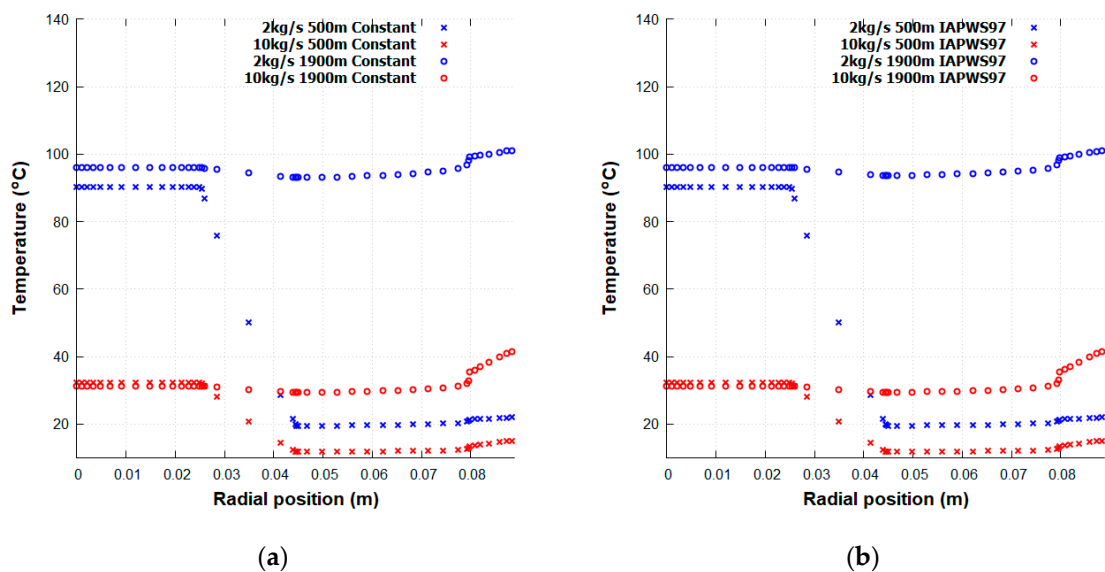 140
120
100
80
60
40
20
Temperature (°C)
2kg/s 500m Constant
10kg/s 500m Constant
2kg/s 1900m Constant
10kg/s 1900m Constant
0 0.01 0.02 0.03 0.04 0.05 0.06 0.07 0.08
Radial position (m)
(a)
140
120
100
80
60
40
20
Temperature (°C)
2kg/s 500m IAPWS97
10kg/s 500m IAPWS97
2kg/s 1900m IAPWS97
10kg/s 1900m IAPWS97
0 0.01 0.02 0.03 0.04 0.05 0.06 0.07 0.08
Radial position (m)
(b)